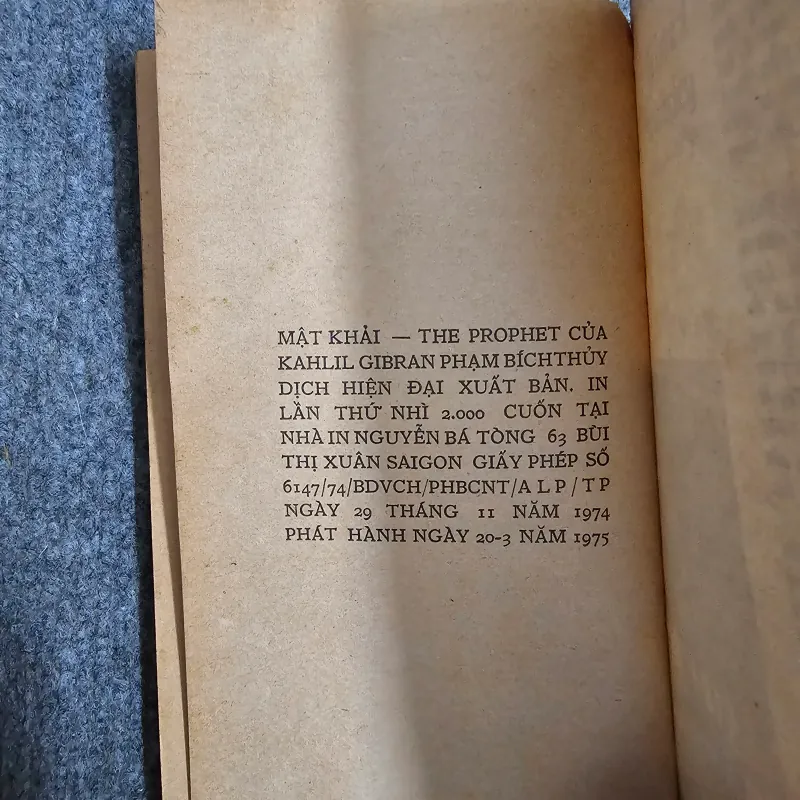 MẬT KHẢI — THE PROPHET CỦA
KAHLIL GIBRAN PHẠM BÍCHTHỦY
DỊCH HIỆN ĐẠI XUẤT BẢN. IN
LẦN THỨ NHÌ 2.000 CUỐN TẠI
NHÀ IN NGUYỄN BÁ TÒNG 63 BÙI
THỊ XUÂN SAIGON GIẤY PHÉP SỐ
6147/74/BDVCH/PHBCNT/A L P / T P
NGÀY 29 THÁNG 11 NĂM 1974
PHÁT HÀNH NGÀY 20-3 NĂM 1975